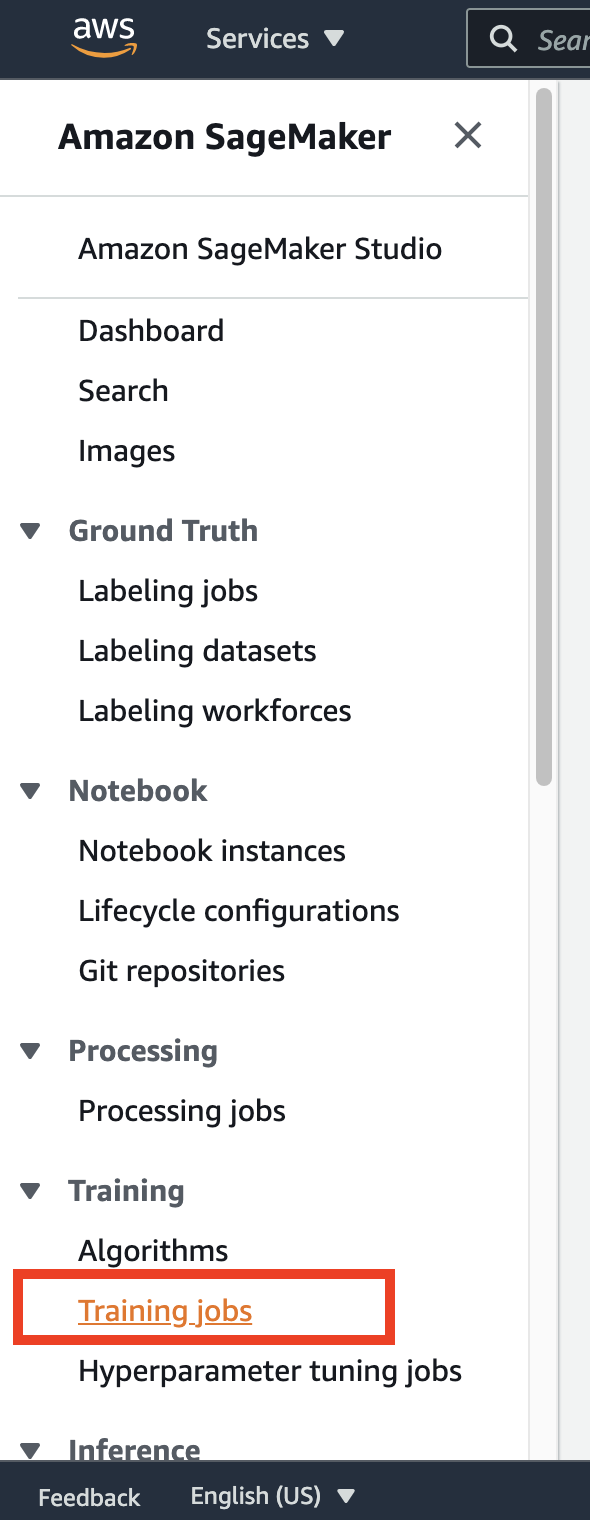 aws
Services
Sear
Amazon SageMaker
Amazon SageMaker Studio
Dashboard
Search
Images
Ground Truth
Labeling jobs
Labeling datasets
Labeling workforces
Notebook
Notebook instances
Lifecycle configurations
Git repositories
Processing
Processing jobs
Training
Algorithms
Training jobs
Hyperparameter tuning jobs
Inference
Feedback
English (US)